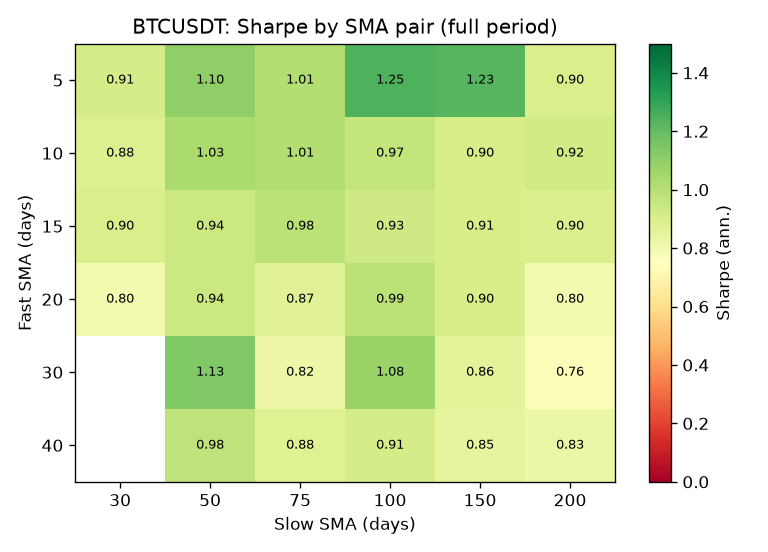 BTCUSDT: Sharpe by SMA pair (full period)
Fast SMA (days)
5 0.91 1.10 1.01 1.25 1.23 0.90
10 0.88 1.03 1.01 0.97 0.90 0.92
15 0.90 0.94 0.98 0.93 0.91 0.90
20 0.80 0.94 0.87 0.99 0.90 0.80
30 1.13 0.82 1.08 0.86 0.76
40 0.98 0.88 0.91 0.85 0.83
30 50 75 100 150 200
Slow SMA (days)
1.4
1.2
1.0
0.8
0.6
0.4
0.2
0.0
Sharpe (ann.)